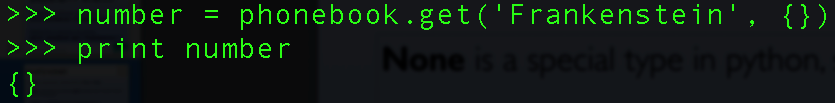 >>> number = phonebook.get('Frankenstein', {})
>>> print number
None is a special type in python,
{}